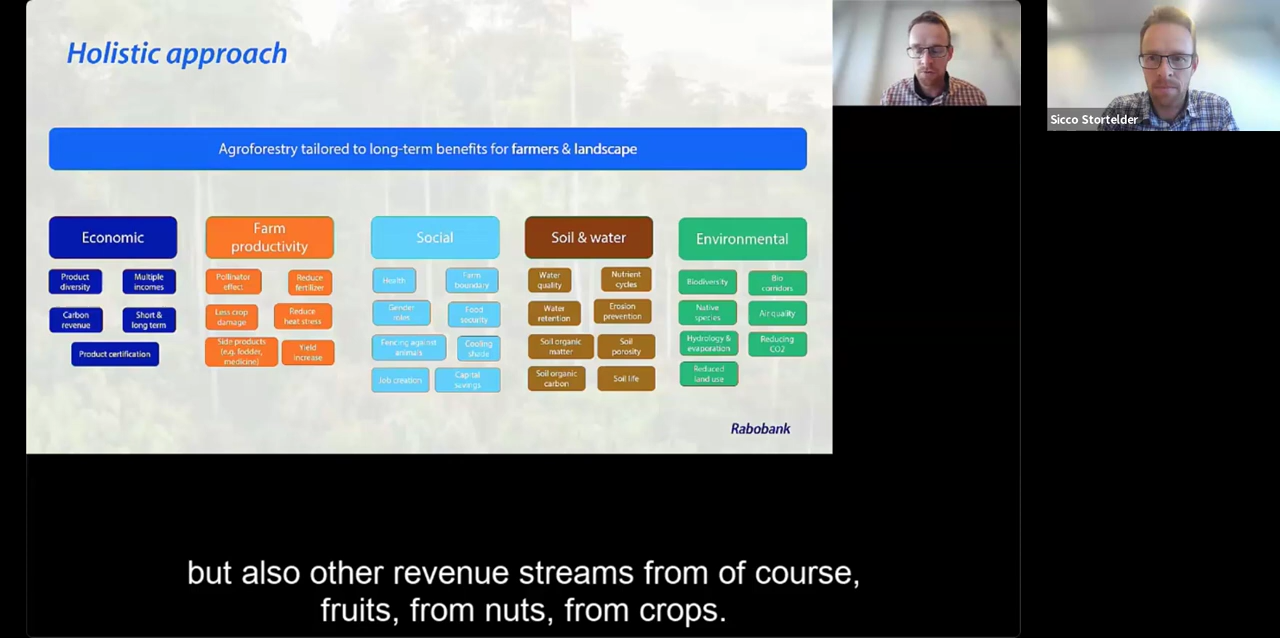 Holistic approach
Agroforestry tailored to long-term benefits for farmers & landscape
Economic
Product
diversity
Multiple
incomes
Carbon
revenue
Short &
long term
Product certification
Farm
productivity
Pollinator
effect
Reduce
fertilizer
Less crop
damage
Reduce
heat stress
Side products
(e.g. fodder,
medicine)
Yield
increase
Social
Health
Farm
boundary
Gender
roles
Food
security
Fencing against
animals
Cooling
shade
Job creation
Capital
savings
Soil & water
Water
quality
Nutrient
cycles
Water
retention
Erosion
prevention
Soil organic
matter
Soil
porosity
Soil organic
carbon
Soil life
Environmental
Biodiversity
Bio
corridors
Native
species
Air quality
Hydrology &
evaporation
Reducing
CO2
Reduced
land use
Rabobank
Sicco Stortelder
but also other revenue streams from of course,
fruits, from nuts, from crops.